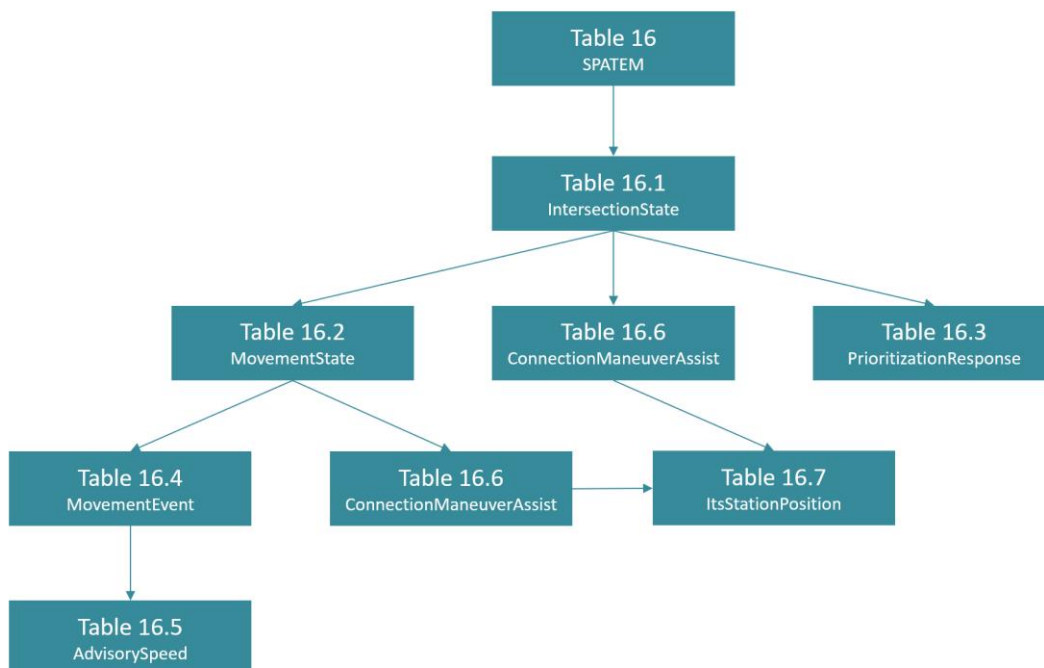 Table 16
SPATEM
Table 16.1
IntersectionState
Table 16.2
MovementState
Table 16.6
ConnectionManeuverAssist
Table 16.3
PrioritizationResponse
Table 16.4
MovementEvent
Table 16.6
ConnectionManeuverAssist
Table 16.7
ItsStationPosition
Table 16.5
AdvisorySpeed